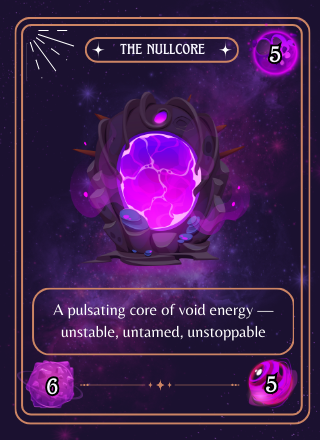 THE NULLCORE
5
A pulsating core of void energy —
unstable, untamed, unstoppable
6
5